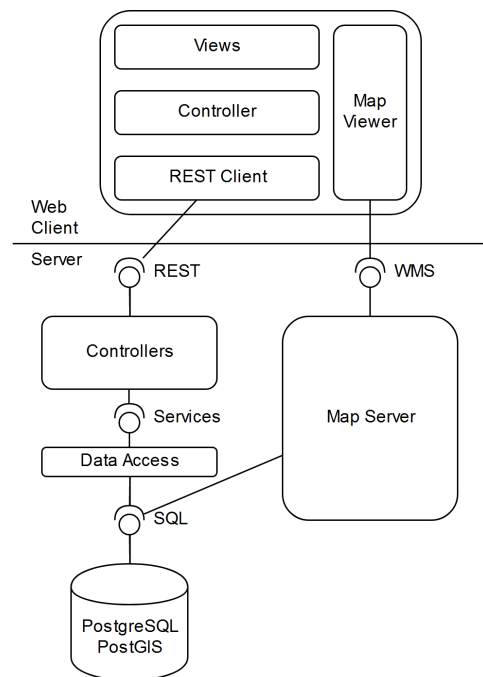 Views
Controller
REST Client
Map
Viewer
Web
Client
Server
REST
WMS
Controllers
Map Server
Services
Data Access
SQL
PostgreSQL
PostGIS